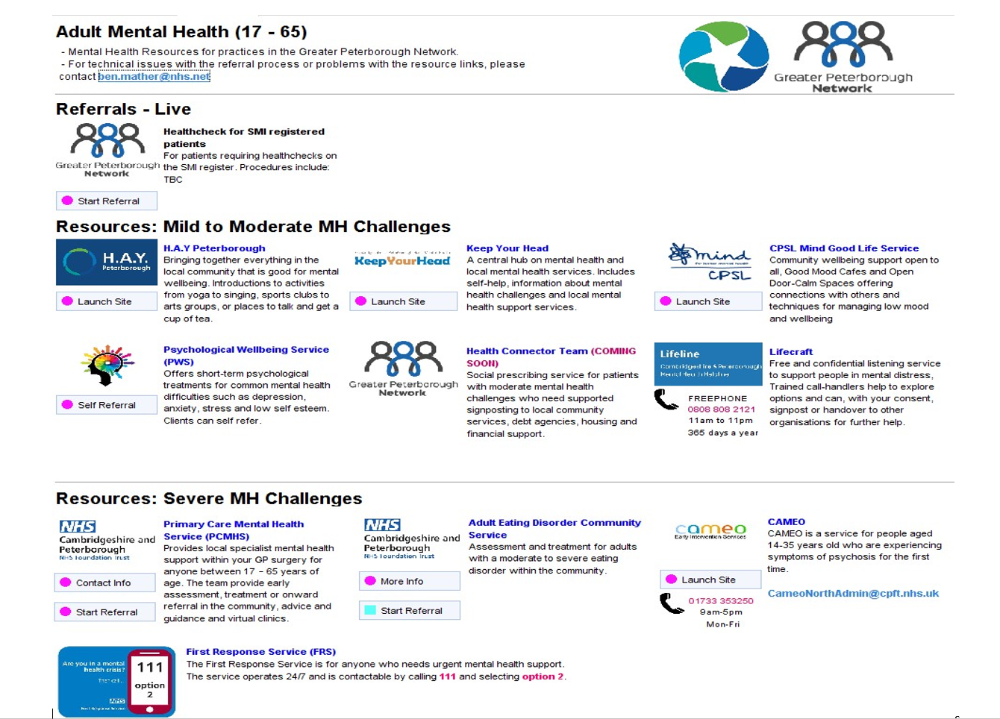 Adult Mental Health (17 - 65)
- Mental Health Resources for practices in the Greater Peterborough Network.
- For technical issues with the referral process or problems with the resource links, please
contact ben.mather@nhs.net
Greater Peterborough
Network
Referrals - Live
Greater Peterborough
Network
Healthcheck for SMI registered
patients
For patients requiring healthchecks on
the SMI register. Procedures include:
TBC
Start Referral
Resources: Mild to Moderate MH Challenges
H.A.Y.
Peterborough
Launch Site
H.A.Y Peterborough
Bringing together everything in the
local community that is good for mental
wellbeing. Introductions to activities
from yoga to singing, sports clubs to
arts groups, or places to talk and get a
cup of tea.
KeepYourHead
Launch Site
Keep Your Head
A central hub on mental health and
local mental health services. Includes
self-help, information about mental
health challenges and local mental
health support services.
mind
for better mental health
CPSL
Launch Site
CPSL Mind Good Life Service
Community wellbeing support open to
all, Good Mood Cafes and Open
Door-Calm Spaces offering
connections with others and
techniques for managing low mood
and wellbeing
Self Referral
Psychological Wellbeing Service
(PWS)
Offers short-term psychological
treatments for common mental health
difficulties such as depression,
anxiety, stress and low self esteem.
Clients can self refer.
Greater Peterborough
Network
Health Connector Team (COMING
SOON)
Social prescribing service for patients
with moderate mental health
challenges who need supported
signposting to local community
services, debt agencies, housing and
financial support.
Lifeline
Cambridgeshire & Peterborough
Mental Health Helpline
FREEPHONE
0808 808 2121
11am to 11pm
365 days a year
Lifecraft
Free and confidential listening service
to support people in mental distress,
Trained call-handlers help to explore
options and can, with your consent,
signpost or handover to other
organisations for further help.
Resources: Severe MH Challenges
NHS
Cambridgeshire and
Peterborough
NHS Foundation Trust
Contact Info
Start Referral
Primary Care Mental Health
Service (PCMHS)
Provides local specialist mental health
support within your GP surgery for
anyone between 17 - 65 years of
age. The team provide early
assessment, treatment or onward
referral in the community, advice and
guidance and virtual clinics.
NHS
Cambridgeshire and
Peterborough
NHS Foundation Trust
More Info
Start Referral
Adult Eating Disorder Community
Service
Assessment and treatment for adults
with a moderate to severe eating
disorder within the community.
cameo
Early Intervention Services
Launch Site
01733 353250
9am-5pm
Mon-Fri
CAMEO
CAMEO is a service for people aged
14-35 years old who are experiencing
symptoms of psychosis for the first
time.
CameoNorthAdmin@cpft.nhs.uk
Are you in a mental
health crisis?
Then call...
NHS
First Response Service
111
option
2
First Response Service (FRS)
The First Response Service is for anyone who needs urgent mental health support.
The service operates 24/7 and is contactable by calling 111 and selecting option 2.